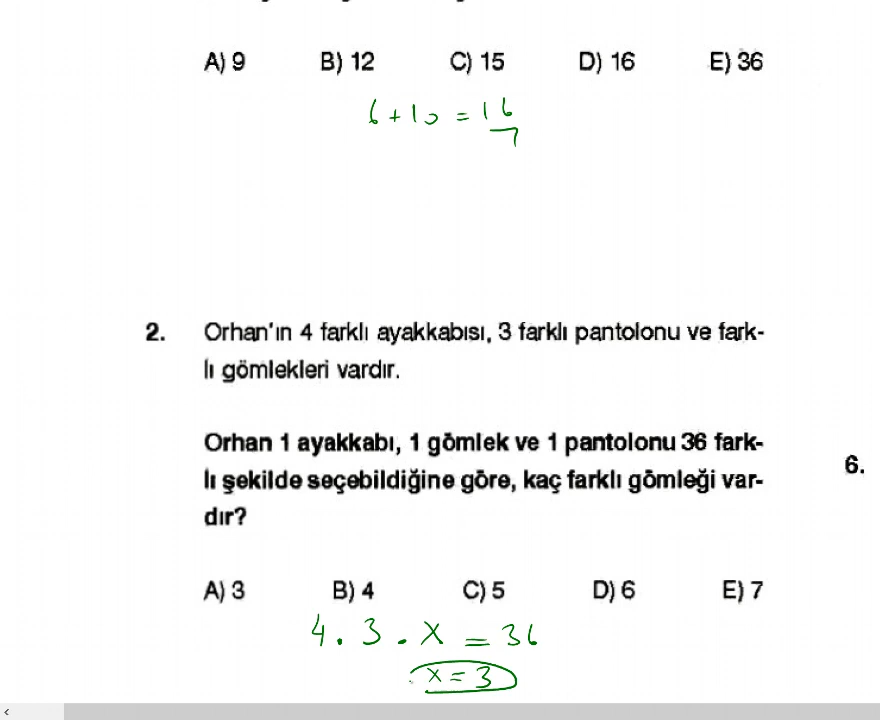 A) 9 B) 12 C) 15 D) 16 E) 36
6+10 = 16
2. Orhan'ın 4 farklı ayakkabısı, 3 farklı pantolonu ve fark-
lı gömlekleri vardır.
Orhan 1 ayakkabı, 1 gömlek ve 1 pantolonu 36 fark-
lı şekilde seçebildiğine göre, kaç farklı gömleği var-
dır?
6.
A) 3 B) 4 C) 5 D) 6 E) 7
4 . 3 . x = 36
x = 3